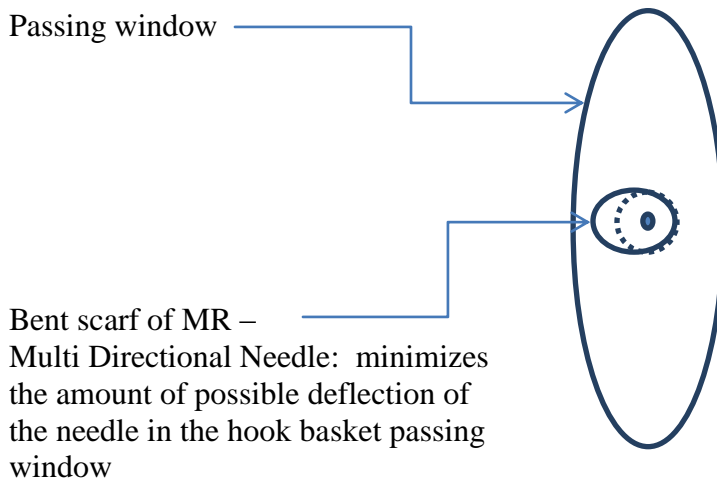 Passing window
Bent scarf of MR –
Multi Directional Needle:  minimizes
the amount of possible deflection of
the needle in the hook basket passing
window